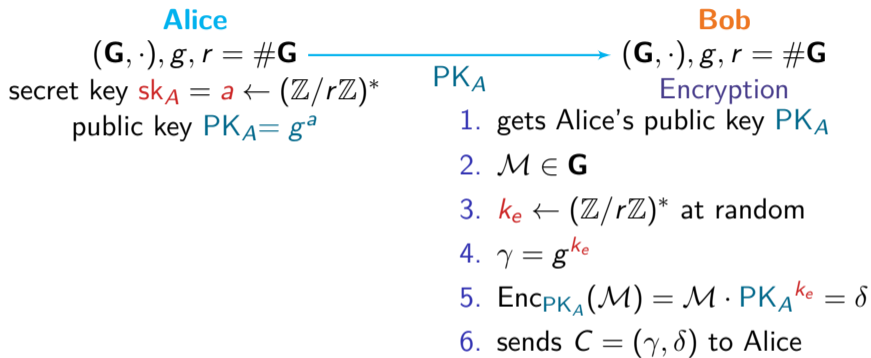 Alice
(G, ·), g, r = #G
secret key sk_A = a ← (ℤ/rℤ)*
public key PK_A= g^a
PK_A
Bob
(G, ·), g, r = #G
Encryption
1. gets Alice's public key PK_A
2. ℳ ∈ G
3. k_e ← (ℤ/rℤ)* at random
4. γ = g^{k_e}
5. Enc_{PK_A}(ℳ) = ℳ · PK_A^{k_e} = δ
6. sends C = (γ, δ) to Alice